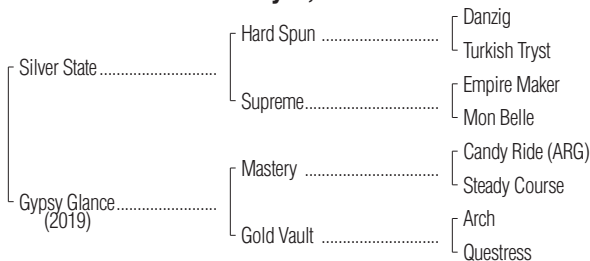 Silver State
Gypsy Glance
(2019)
Hard Spun
Supreme
Mastery
Gold Vault
Danzig
Turkish Tryst
Empire Maker
Mon Belle
Candy Ride (ARG)
Steady Course
Arch
Questress